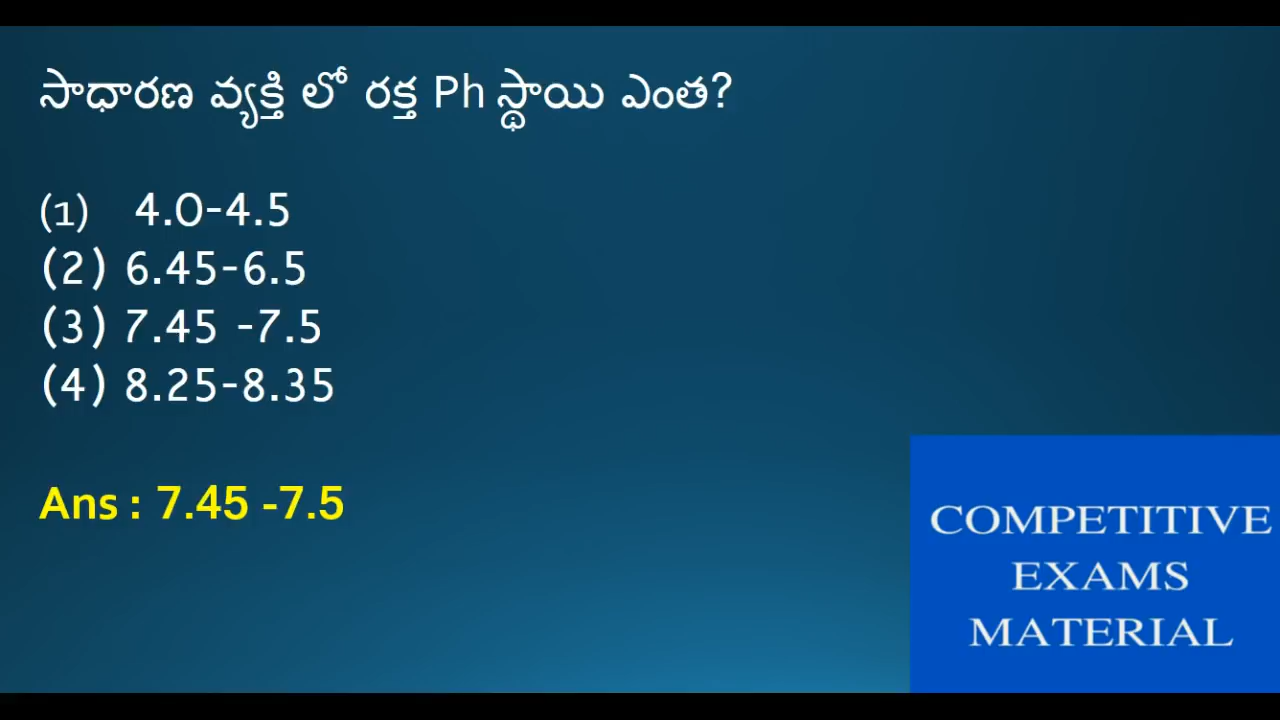 సాధారణ వ్యక్తి లో రక్త Ph స్థాయి ఎంత?
(1) 4.0-4.5
(2) 6.45-6.5
(3) 7.45 -7.5
(4) 8.25-8.35
Ans : 7.45 -7.5
COMPETITIVE
EXAMS
MATERIAL